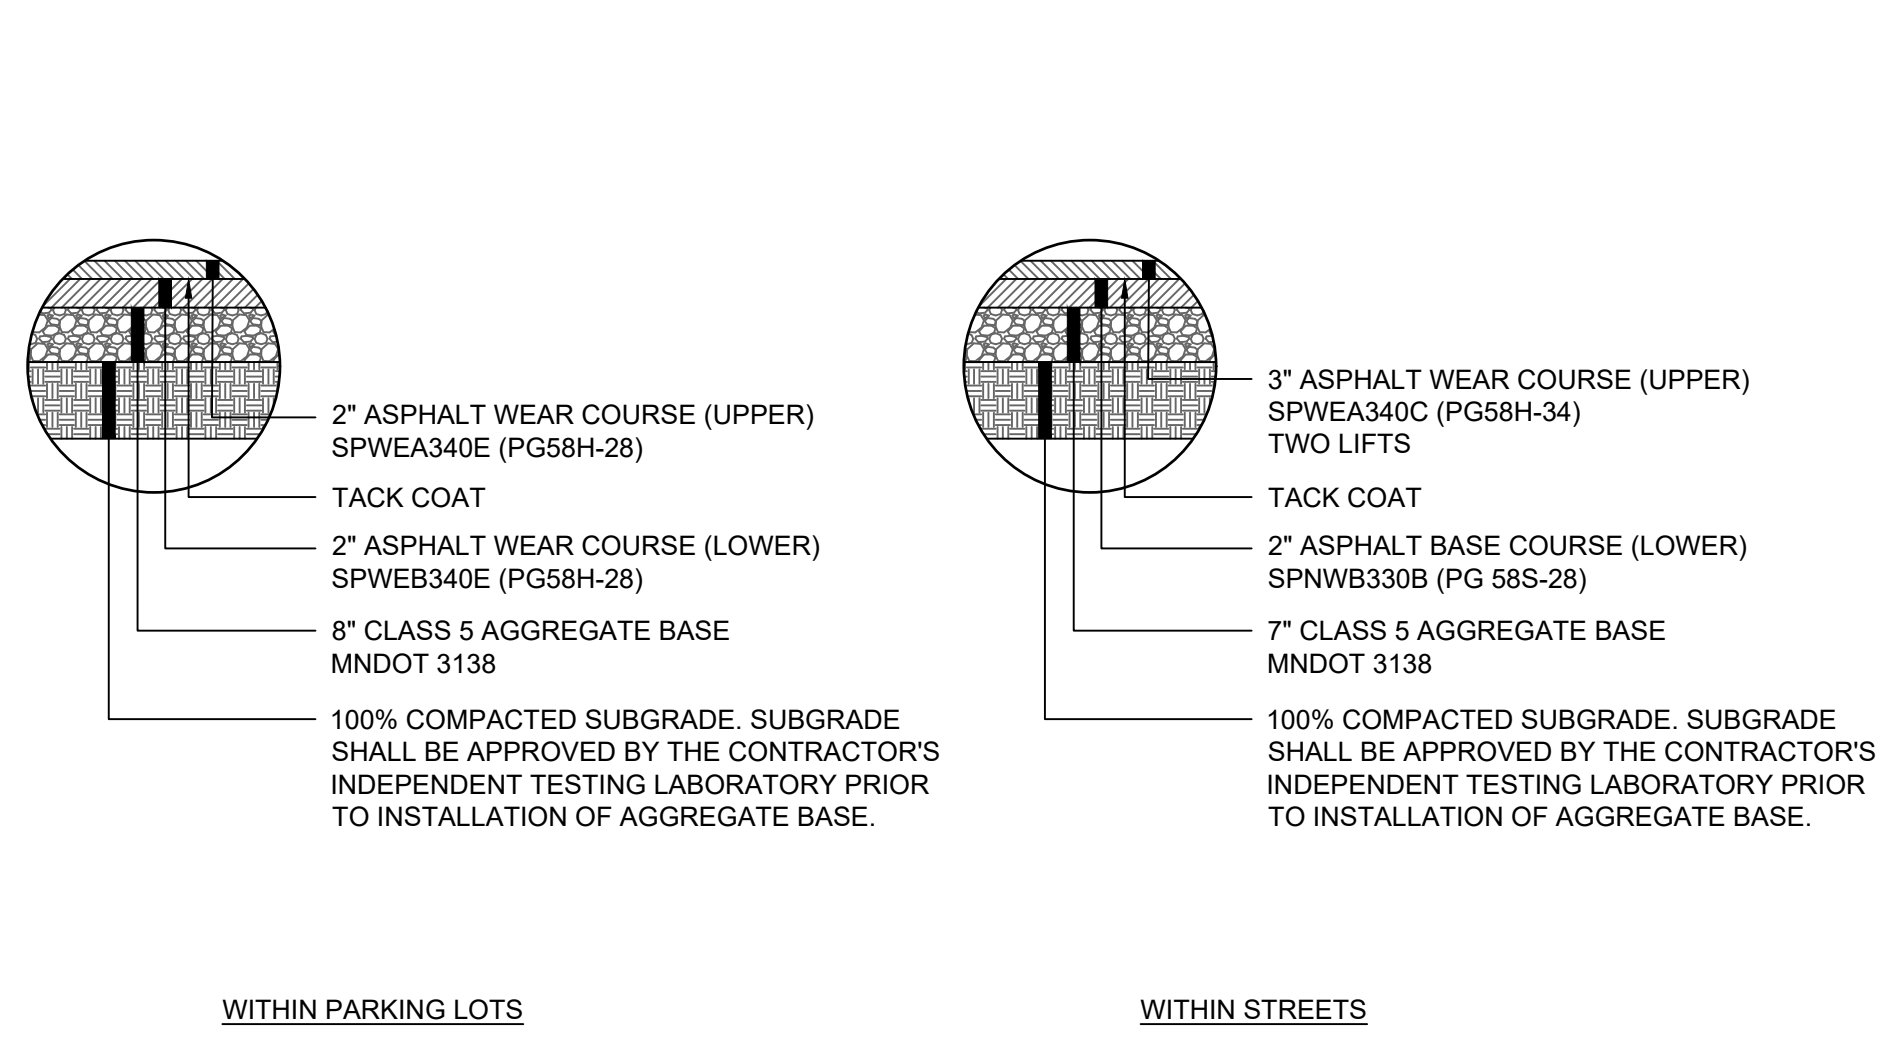 2" ASPHALT WEAR COURSE (UPPER)
SPWEA340E (PG58H-28)
TACK COAT
2" ASPHALT WEAR COURSE (LOWER)
SPWEB340E (PG58H-28)
8" CLASS 5 AGGREGATE BASE
MNDOT 3138
100% COMPACTED SUBGRADE. SUBGRADE
SHALL BE APPROVED BY THE CONTRACTOR'S
INDEPENDENT TESTING LABORATORY PRIOR
TO INSTALLATION OF AGGREGATE BASE.
WITHIN PARKING LOTS
3" ASPHALT WEAR COURSE (UPPER)
SPWEA340C (PG58H-34)
TWO LIFTS
TACK COAT
2" ASPHALT BASE COURSE (LOWER)
SPNWB330B (PG 58S-28)
7" CLASS 5 AGGREGATE BASE
MNDOT 3138
100% COMPACTED SUBGRADE. SUBGRADE
SHALL BE APPROVED BY THE CONTRACTOR'S
INDEPENDENT TESTING LABORATORY PRIOR
TO INSTALLATION OF AGGREGATE BASE.
WITHIN STREETS